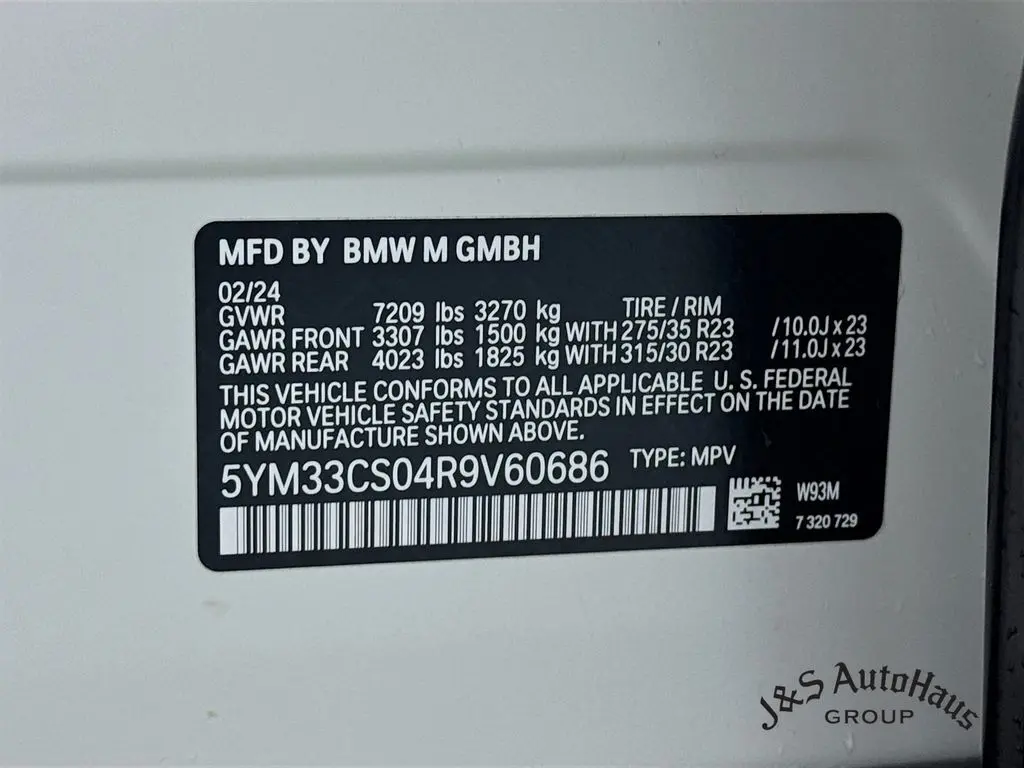 MFD BY BMW M GMBH
02/24
GVWR 7209 lbs 3270 kg TIRE / RIM
GAWR FRONT 3307 lbs 1500 kg WITH 275/35 R23 /10.0J x 23
GAWR REAR 4023 lbs 1825 kg WITH 315/30 R23 /11.0J x 23
THIS VEHICLE CONFORMS TO ALL APPLICABLE U. S. FEDERAL
MOTOR VEHICLE SAFETY STANDARDS IN EFFECT ON THE DATE
OF MANUFACTURE SHOWN ABOVE.
5YM33CS04R9V60686 TYPE: MPV
W93M
7 320 729
J&S AutoHaus
GROUP